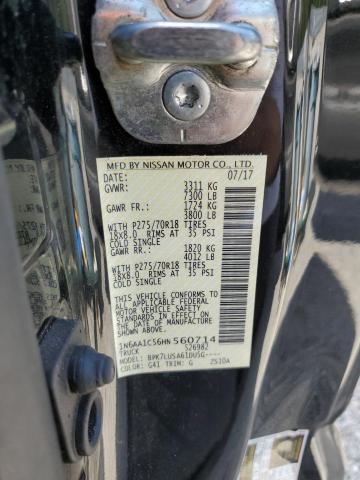 MFD BY NISSAN MOTOR CO., LTD.
DATE: 07/17
GVWR: 3311 KG
7300 LB
GAWR FR.: 1724 KG
3800 LB
WITH P275/70R18 TIRES
18x8.0 RIMS AT 35 PSI
COLD SINGLE
GAWR RR.: 1820 KG
4012 LB
WITH P275/70R18 TIRES
18x8.0 RIMS AT 35 PSI
COLD SINGLE
THIS VEHICLE CONFORMS TO ALL
APPLICABLE FEDERAL MOTOR
VEHICLE SAFETY STANDARDS IN
EFFECT ON THE DATE OF
MANUFACTURE SHOWN ABOVE.
1N6AA1C56HN560714
TRUCK S26982
MODEL: BPK7LUSA61DUSG----
COLOR: G41 TRIM: G 2S10A